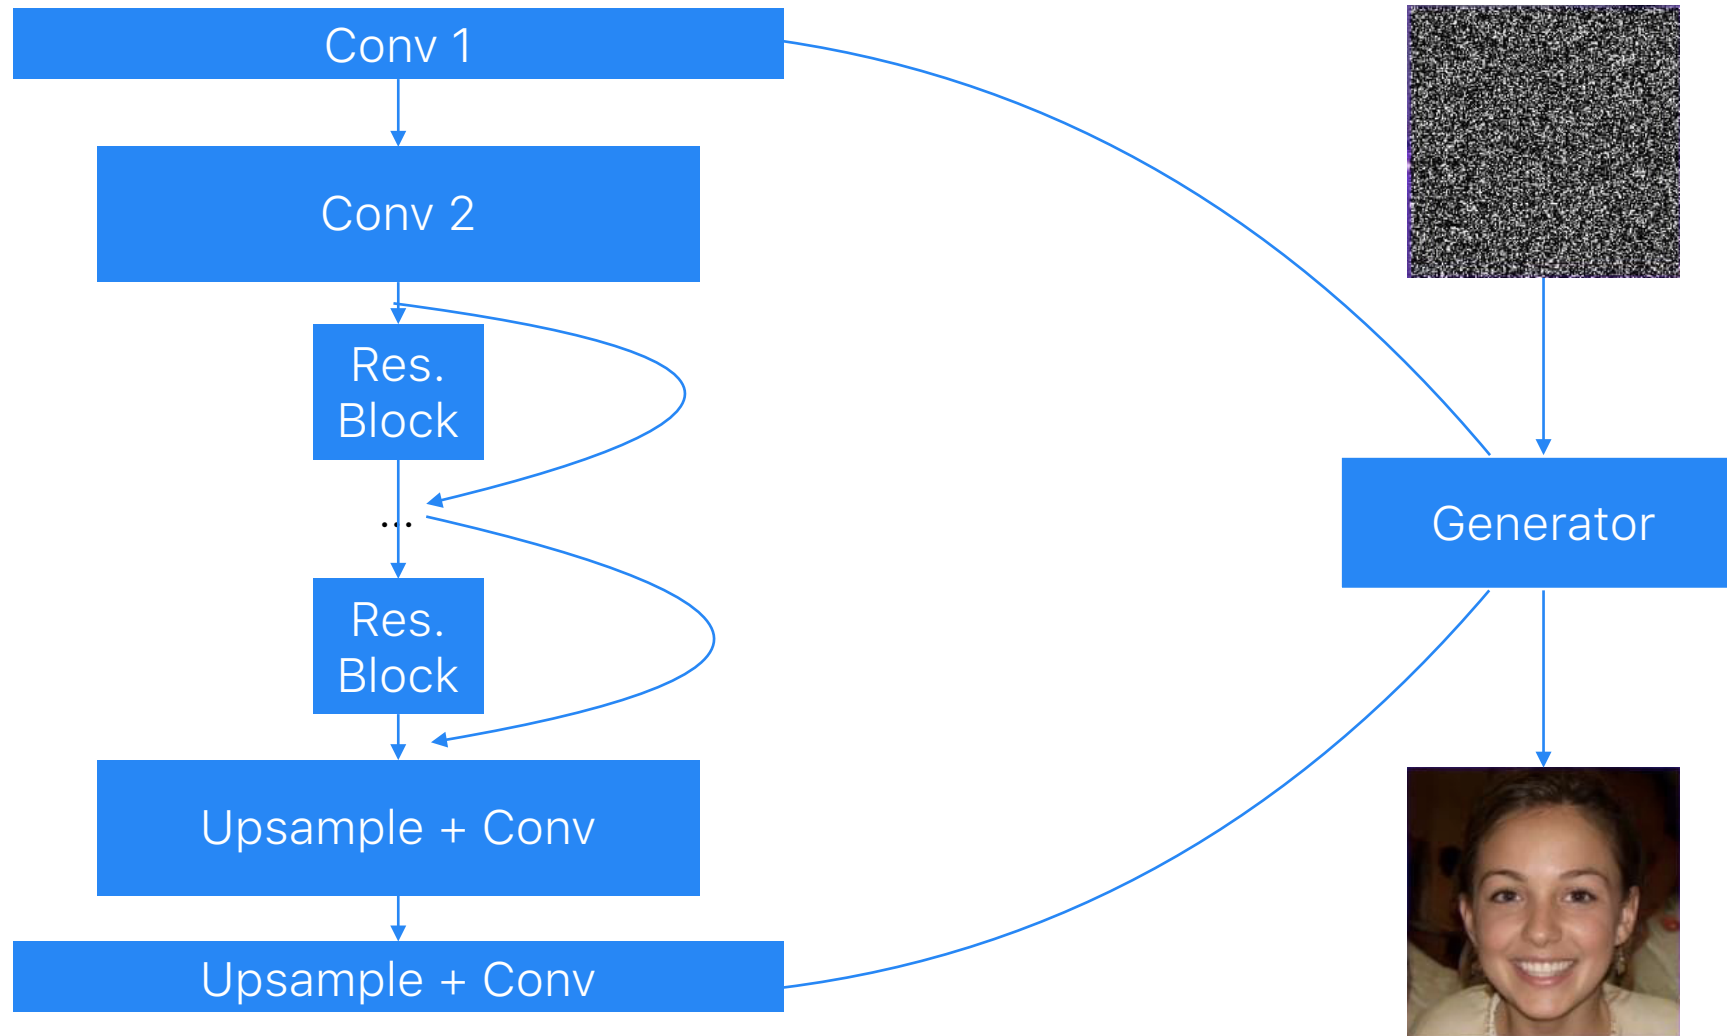 Conv 1
Conv 2
Res.
Block
...
Res.
Block
Upsample + Conv
Upsample + Conv
Generator